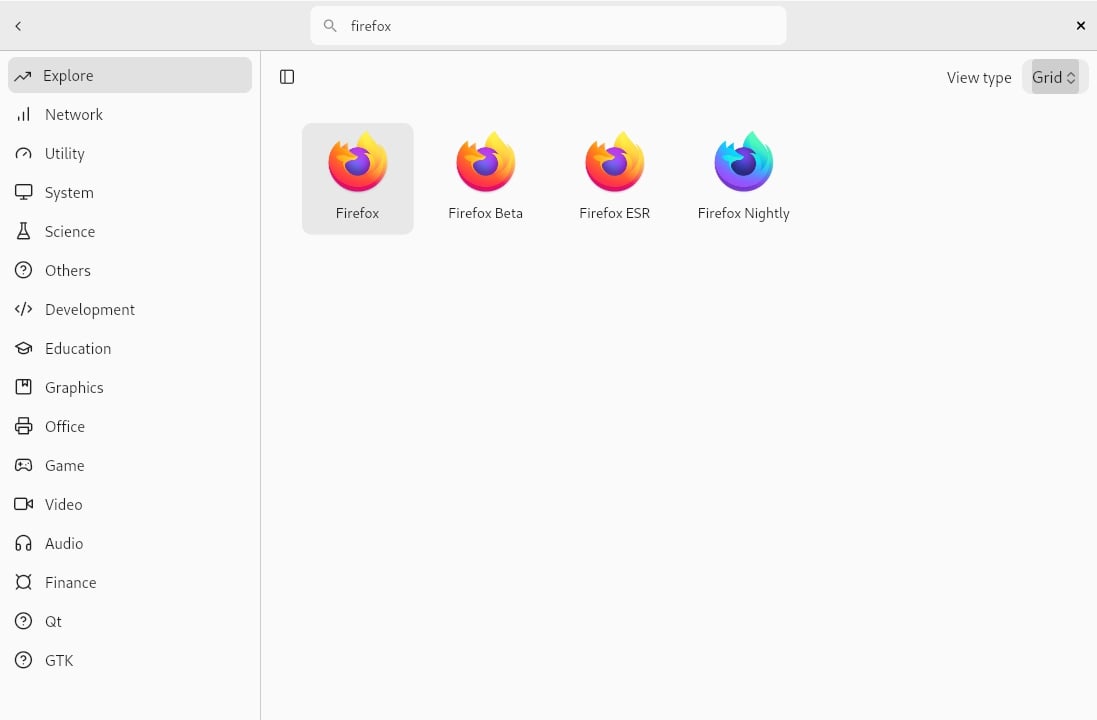 firefox
Explore
Network
Utility
System
Science
Others
Development
Education
Graphics
Office
Game
Video
Audio
Finance
Qt
GTK
View type Grid
Firefox Firefox Beta Firefox ESR Firefox Nightly